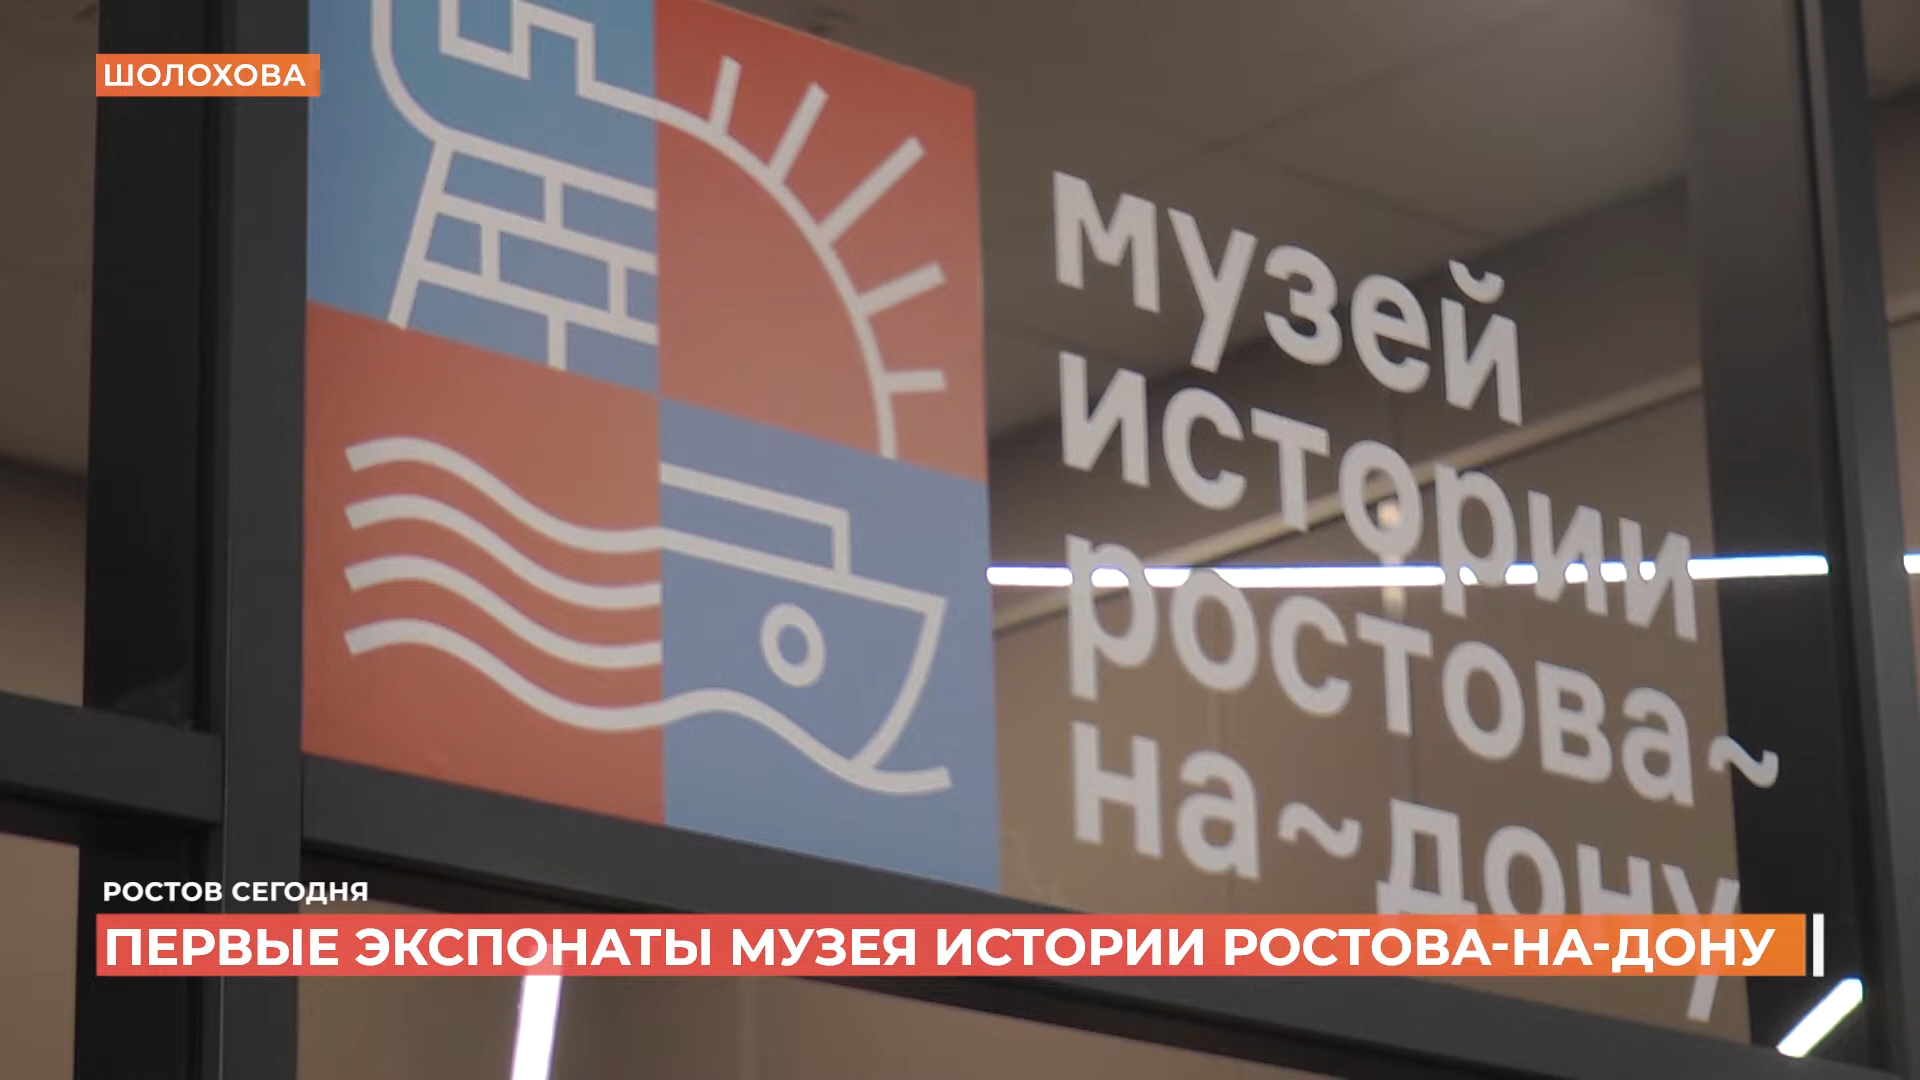 ШОЛОХОВА
музей
истории
ростова~
на~дону
РОСТОВ СЕГОДНЯ
ПЕРВЫЕ ЭКСПОНАТЫ МУЗЕЯ ИСТОРИИ РОСТОВА-НА-ДОНУ